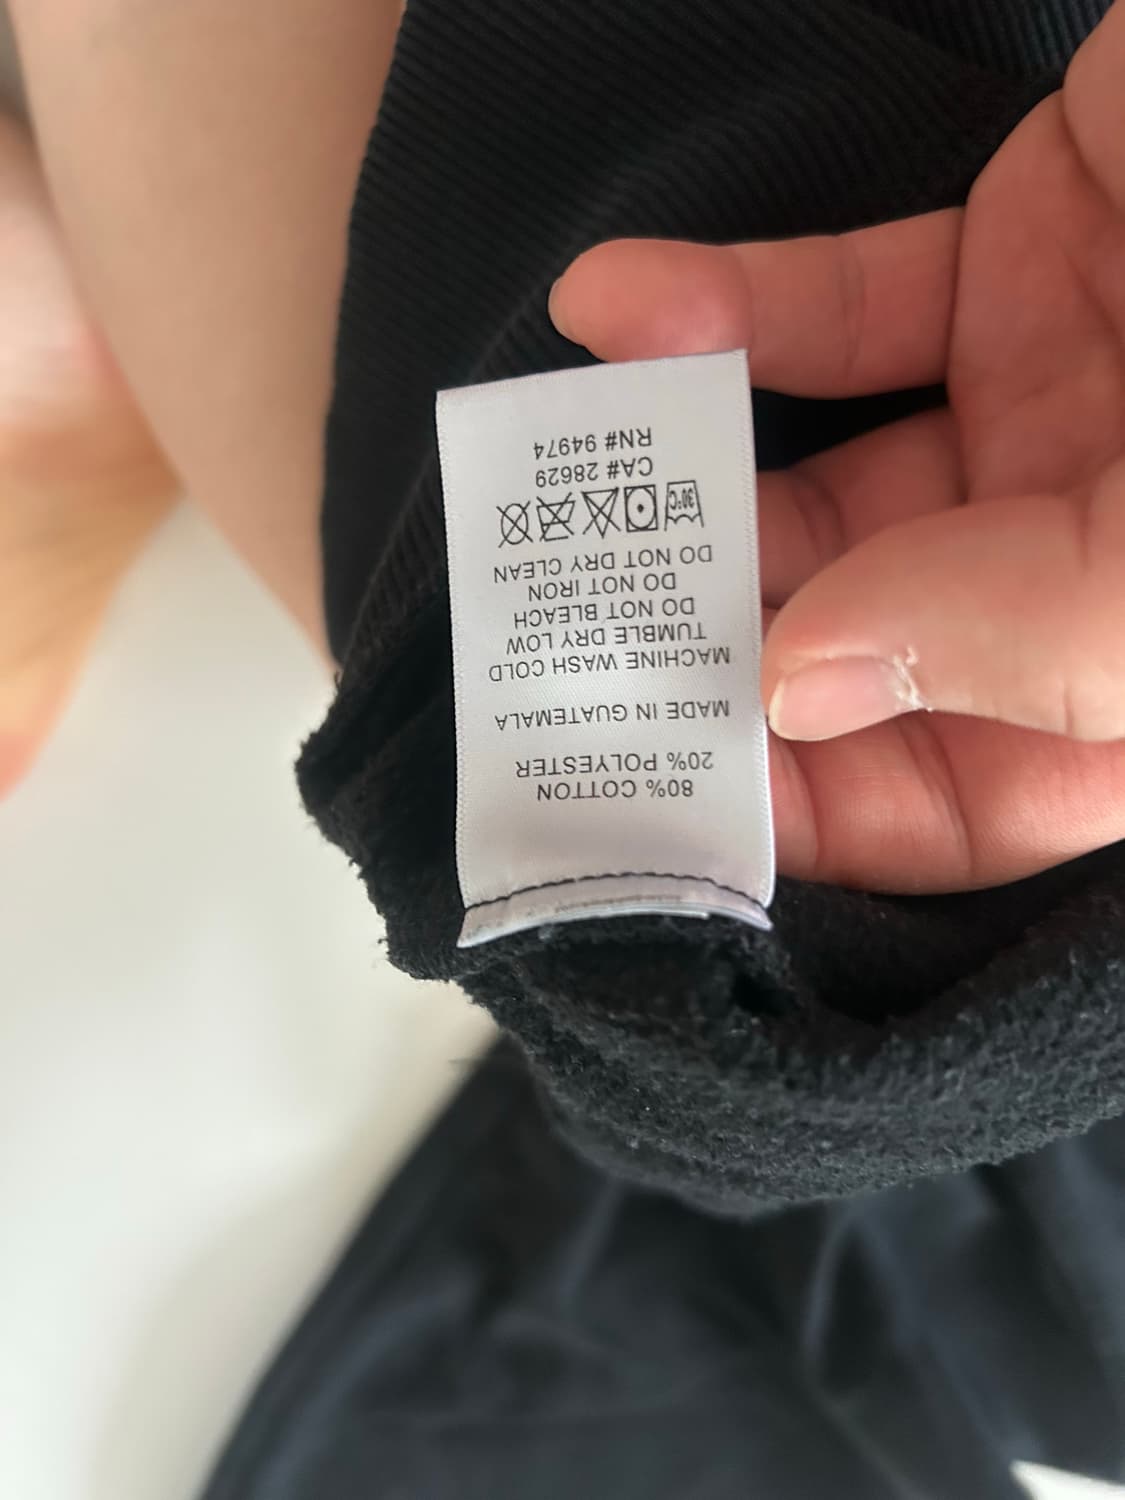 80% COTTON
20% POLYESTER
MADE IN GUATEMALA
MACHINE WASH COLD
TUMBLE DRY LOW
DO NOT BLEACH
DO NOT IRON
DO NOT DRY CLEAN
30°C
CA# 28629
RN# 94974